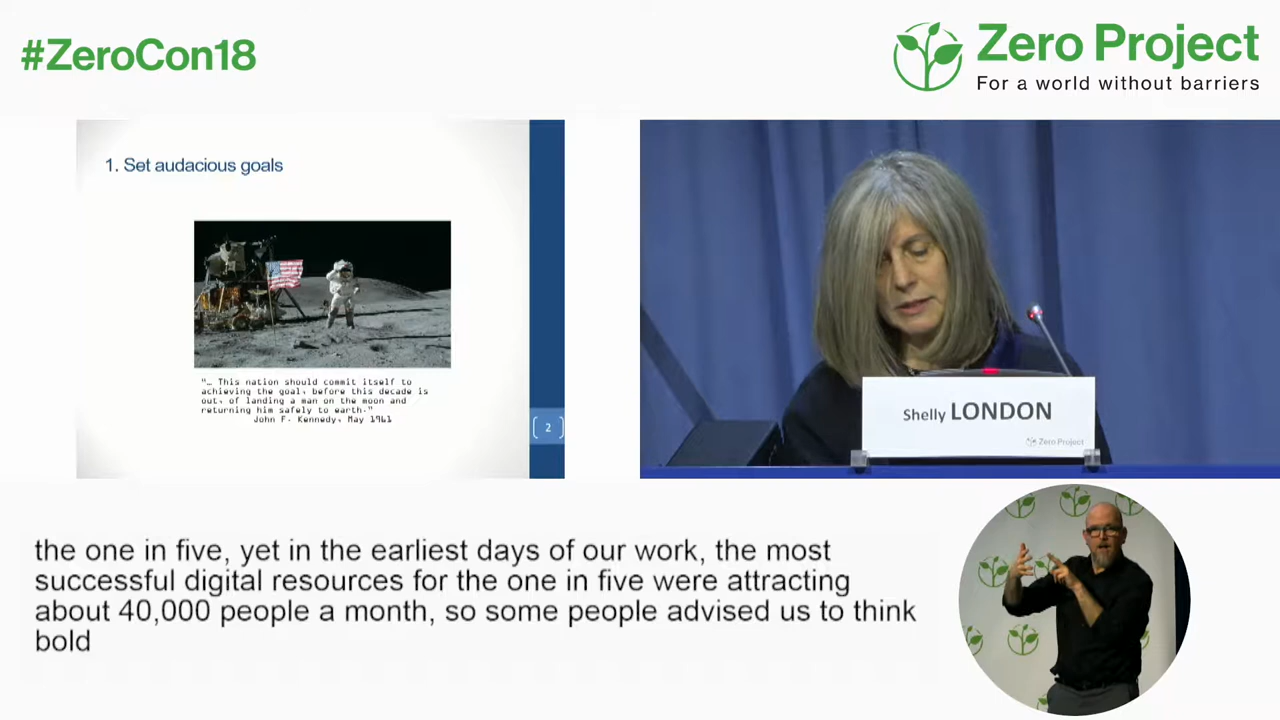 #ZeroCon18
Zero Project
For a world without barriers
1. Set audacious goals
"… This nation should commit itself to
achieving the goal, before this decade is
out, of landing a man on the moon and
returning him safely to earth."
John F. Kennedy, May 1961
2
Shelly LONDON
Zero Project
the one in five, yet in the earliest days of our work, the most
successful digital resources for the one in five were attracting
about 40,000 people a month, so some people advised us to think
bold